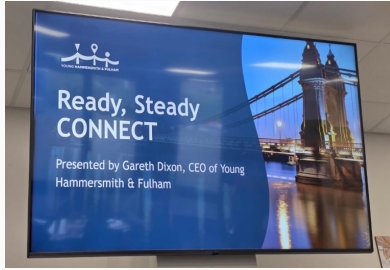 YOUNG HAMMERSMITH & FULHAM
Ready, Steady
CONNECT
Presented by Gareth Dixon, CEO of Young
Hammersmith & Fulham